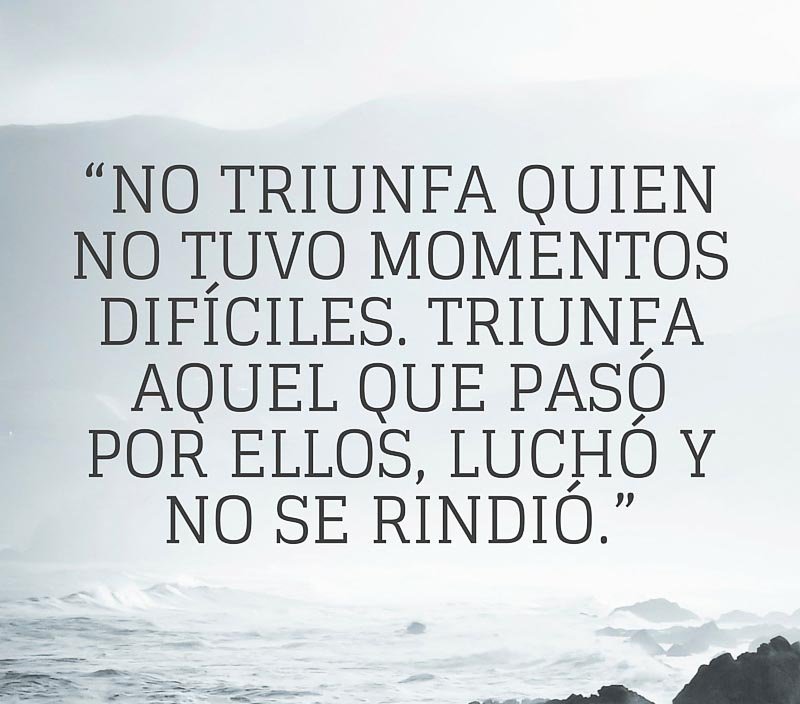 “NO TRIUNFA QUIEN
NO TUVO MOMENTOS
DIFÍCILES. TRIUNFA
AQUEL QUE PASÓ
POR ELLOS, LUCHÓ Y
NO SE RINDIÓ.”